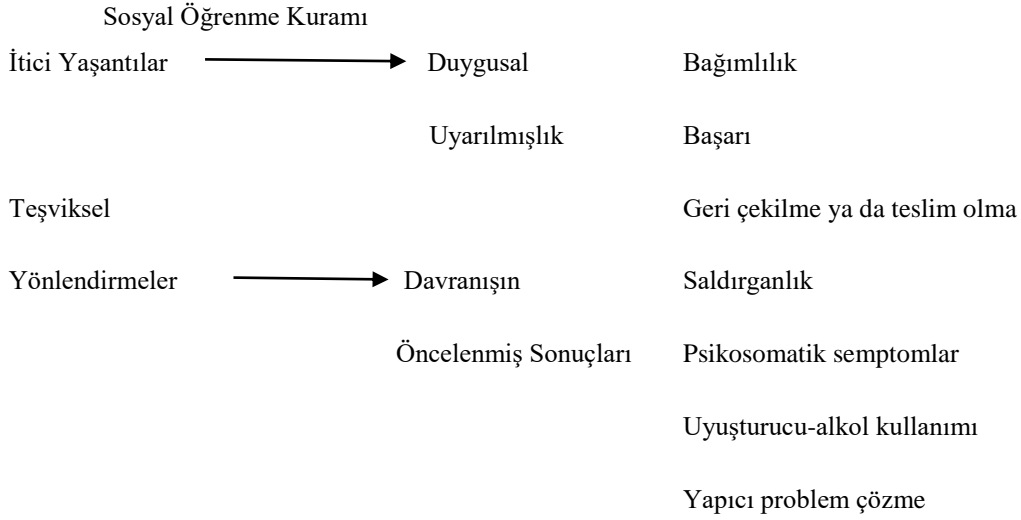 Sosyal Öğrenme Kuramı
İtici Yaşantılar Duygusal Bağımlılık
Uyarılmışlık Başarı
Teşviksel Geri çekilme ya da teslim olma
Yönlendirmeler Davranışın Saldırganlık
Öncelenmiş Sonuçları Psikosomatik semptomlar
Uyuşturucu-alkol kullanımı
Yapıcı problem çözme